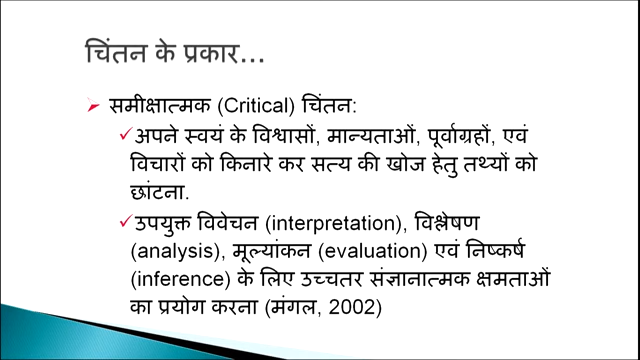 चिंतन के प्रकार...
समीक्षात्मक (Critical) चिंतन:
अपने स्वयं के विश्वासों, मान्यताओं, पूर्वाग्रहों, एवं
विचारों को किनारे कर सत्य की खोज हेतु तथ्यों को
छांटना.
उपयुक्त विवेचन (interpretation), विश्लेषण
(analysis), मूल्यांकन (evaluation) एवं निष्कर्ष
(inference) के लिए उच्चतर संज्ञानात्मक क्षमताओं
का प्रयोग करना (मंगल, 2002)